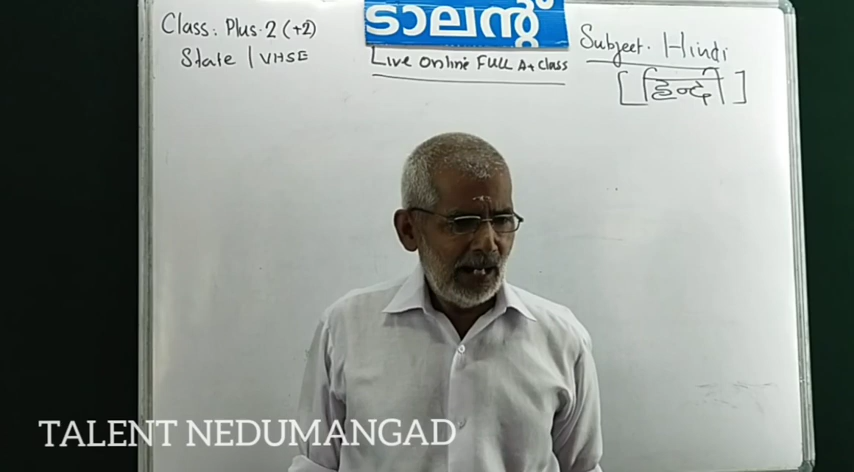 ടാലന്റ്
Class: Plus-2 (+2)
State / VHSE
Live Online Full A+ Class
Subject. Hindi
[हिन्दी]
TALENT NEDUMANGAD